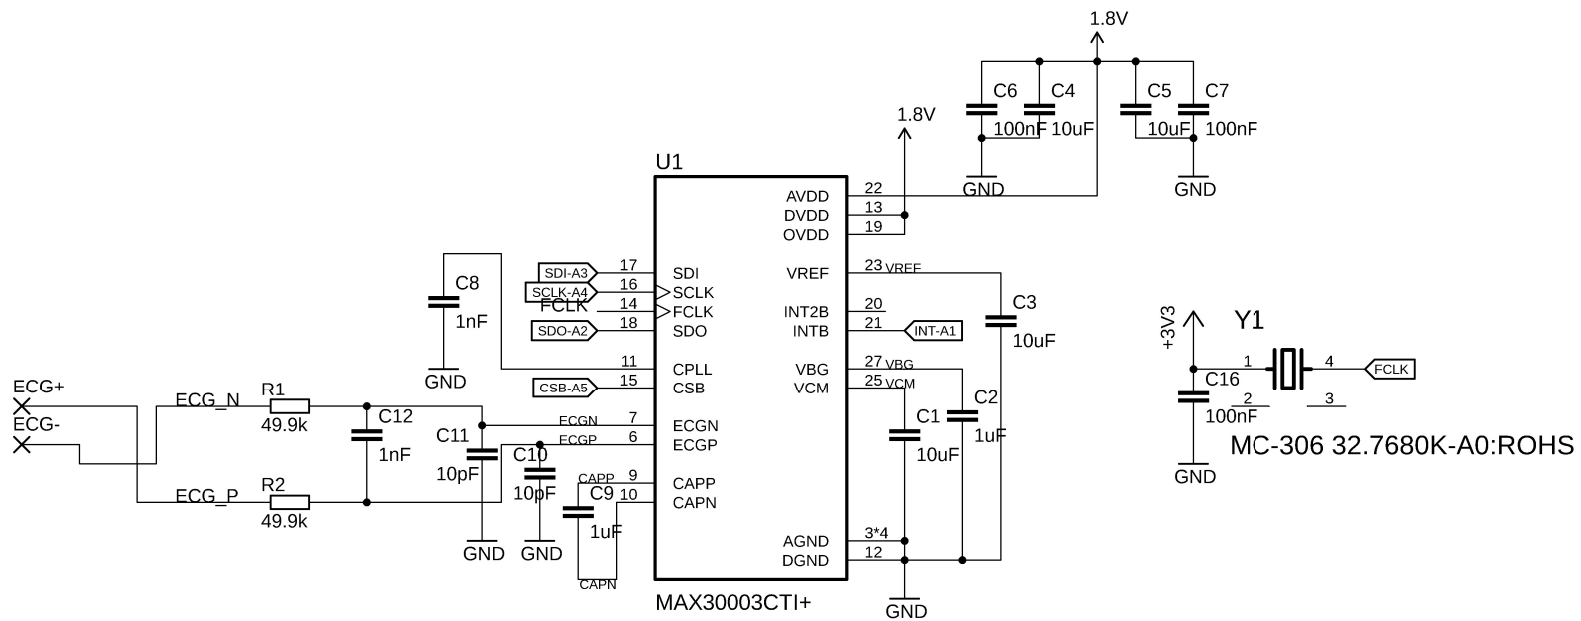 1.8V
C6
100nF
C4
10uF
C5
10uF
C7
100nF
GND
GND
1.8V
U1
AVDD 22
DVDD 13
OVDD 19
VREF 23 VREF
INT2B 20
INTB 21 INT-A1
VBG 27 VBG
VCM 25 VCM
AGND 3*4
DGND 12
SDI-A3 17 SDI
SCLK-A4 16 SCLK
FCLK 14 FCLK
SDO-A2 18 SDO
11 CPLL
CSB-A5 15 CSB
ECGN 7 ECGN
ECGP 6 ECGP
CAPP 9 CAPP
10 CAPN
CAPN
MAX30003CTI+
C8
1nF
GND
ECG+
ECG-
ECG_N
R1
49.9k
ECG_P
R2
49.9k
C12
1nF
C11
10pF
GND
C10
10pF
GND
C9
1uF
C3
10uF
C2
1uF
C1
10uF
GND
+3V3
Y1
1
4
FCLK
C16
100nF
2
3
MC-306 32.7680K-A0:ROHS
GND